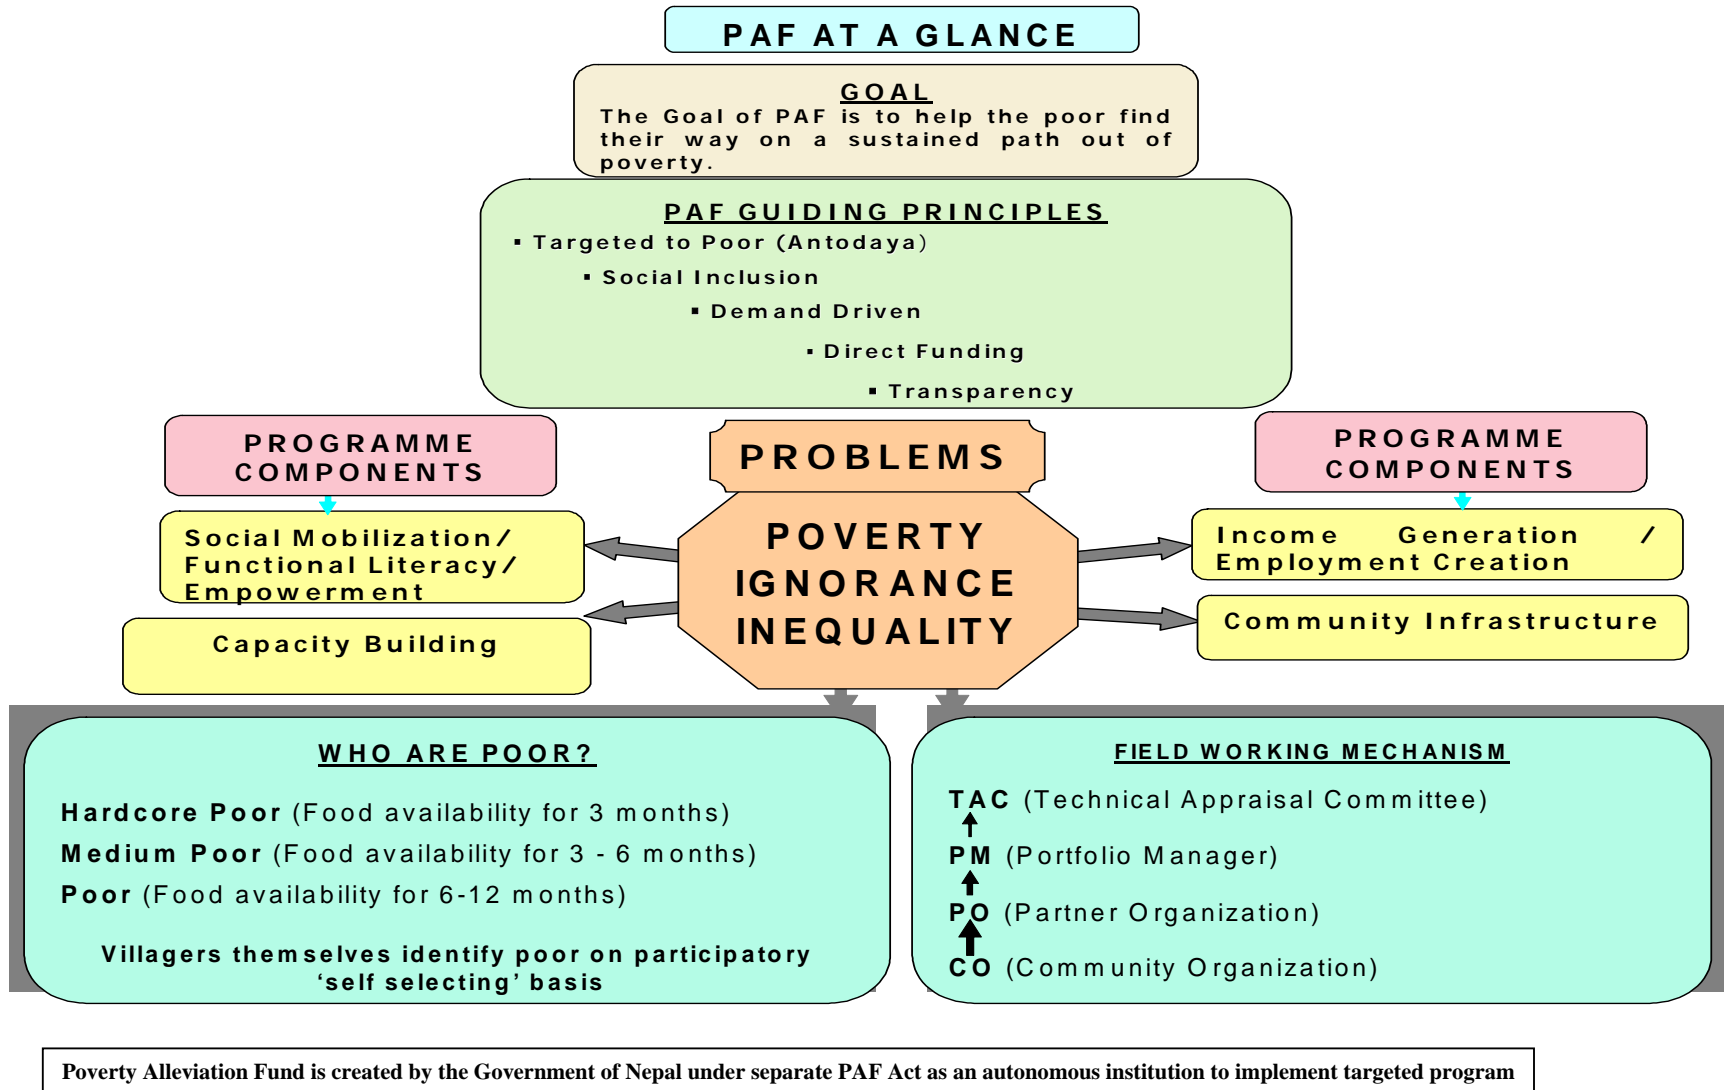 PAF AT A GLANCE
GOAL
The Goal of PAF is to help the poor find
their way on a sustained path out of
poverty.
PAF GUIDING PRINCIPLES
▪ Targeted to Poor (Antodaya)
▪ Social Inclusion
▪ Demand Driven
▪ Direct Funding
▪ Transparency
PROGRAMME
COMPONENTS
Social Mobilization/
Functional Literacy/
Empowerment
Capacity Building
PROBLEMS
POVERTY
IGNORANCE
INEQUALITY
PROGRAMME
COMPONENTS
Income Generation /
Employment Creation
Community Infrastructure
WHO ARE POOR?
Hardcore Poor (Food availability for 3 months)
Medium Poor (Food availability for 3 - 6 months)
Poor (Food availability for 6-12 months)
Villagers themselves identify poor on participatory
‘self selecting’ basis
FIELD WORKING MECHANISM
TAC (Technical Appraisal Committee)
PM (Portfolio Manager)
PO (Partner Organization)
CO (Community Organization)
Poverty Alleviation Fund is created by the Government of Nepal under separate PAF Act as an autonomous institution to implement targeted program